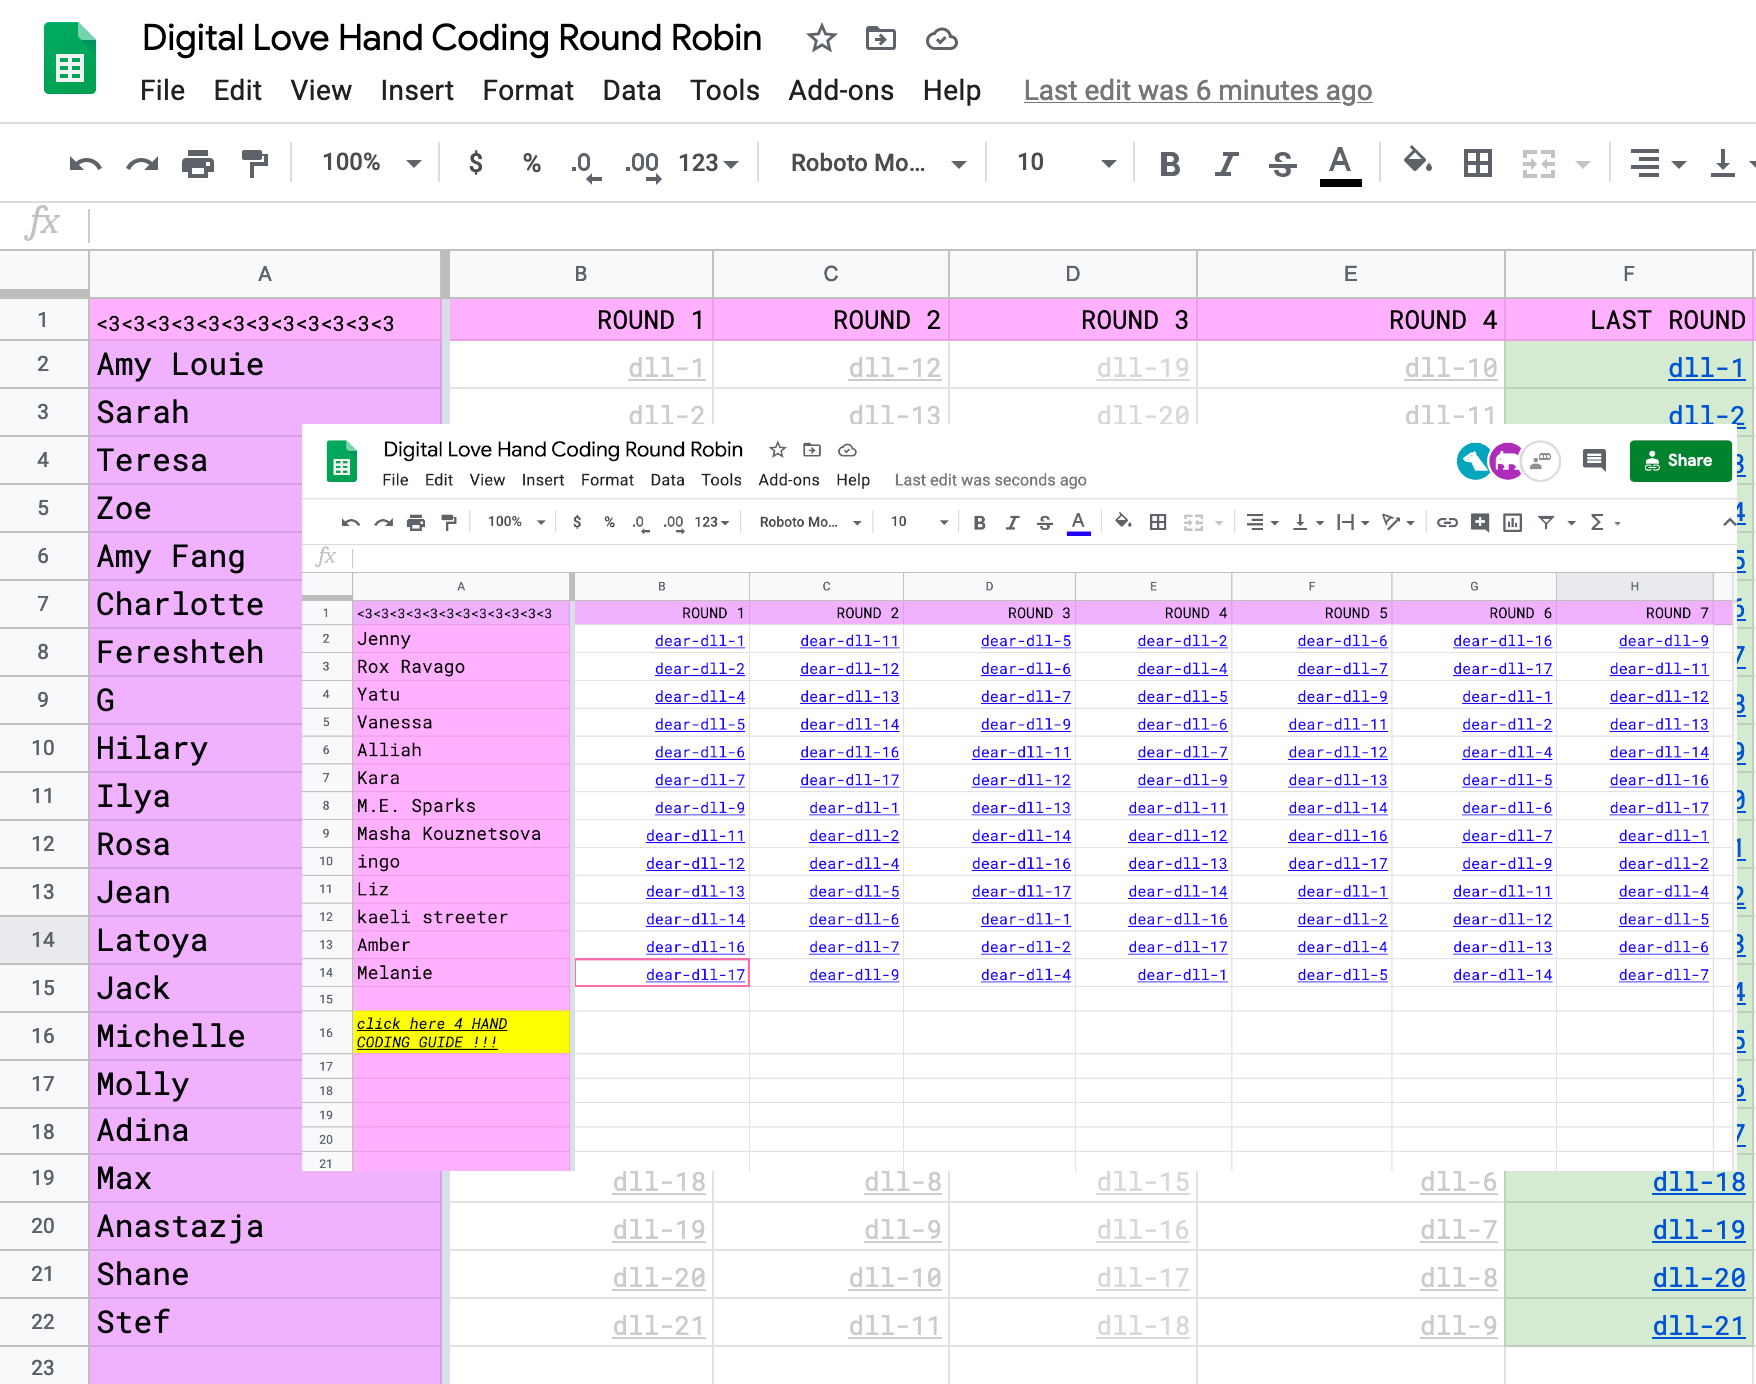 Digital Love Hand Coding Round Robin
File Edit View Insert Format Data Tools Add-ons Help Last edit was 6 minutes ago
100% $ % .0 .00 123 Roboto Mo... 10 B I S A
fx
A B C D E F
1 <3<3<3<3<3<3<3<3<3<3<3<3 ROUND 1 ROUND 2 ROUND 3 ROUND 4 LAST ROUND
2 Amy Louie dll-1 dll-12 dll-19 dll-10 dll-1
3 Sarah dll-2 dll-13 dll-20 dll-11 dll-2
4 Teresa
5 Zoe
6 Amy Fang
7 Charlotte
8 Fereshteh
9 G
10 Hilary
11 Ilya
12 Rosa
13 Jean
14 Latoya
15 Jack
16 Michelle
17 Molly
18 Adina
19 Max dll-18 dll-8 dll-15 dll-6 dll-18
20 Anastazja dll-19 dll-9 dll-16 dll-7 dll-19
21 Shane dll-20 dll-10 dll-17 dll-8 dll-20
22 Stef dll-21 dll-11 dll-18 dll-9 dll-21
23
Digital Love Hand Coding Round Robin
File Edit View Insert Format Data Tools Add-ons Help Last edit was seconds ago
Share
100% $ % .0 .00 123 Roboto Mo... 10 B I S A
fx
A B C D E F G H
1 <3<3<3<3<3<3<3<3<3<3<3<3 ROUND 1 ROUND 2 ROUND 3 ROUND 4 ROUND 5 ROUND 6 ROUND 7
2 Jenny dear-dll-1 dear-dll-11 dear-dll-5 dear-dll-2 dear-dll-6 dear-dll-16 dear-dll-9
3 Rox Ravago dear-dll-2 dear-dll-12 dear-dll-6 dear-dll-4 dear-dll-7 dear-dll-17 dear-dll-11
4 Yatu dear-dll-4 dear-dll-13 dear-dll-7 dear-dll-5 dear-dll-9 dear-dll-1 dear-dll-12
5 Vanessa dear-dll-5 dear-dll-14 dear-dll-9 dear-dll-6 dear-dll-11 dear-dll-2 dear-dll-13
6 Alliah dear-dll-6 dear-dll-16 dear-dll-11 dear-dll-7 dear-dll-12 dear-dll-4 dear-dll-14
7 Kara dear-dll-7 dear-dll-17 dear-dll-12 dear-dll-9 dear-dll-13 dear-dll-5 dear-dll-16
8 M.E. Sparks dear-dll-9 dear-dll-1 dear-dll-13 dear-dll-11 dear-dll-14 dear-dll-6 dear-dll-17
9 Masha Kouznetsova dear-dll-11 dear-dll-2 dear-dll-14 dear-dll-12 dear-dll-16 dear-dll-7 dear-dll-1
10 ingo dear-dll-12 dear-dll-4 dear-dll-16 dear-dll-13 dear-dll-17 dear-dll-9 dear-dll-2
11 Liz dear-dll-13 dear-dll-5 dear-dll-17 dear-dll-14 dear-dll-1 dear-dll-11 dear-dll-4
12 kaeli streeter dear-dll-14 dear-dll-6 dear-dll-1 dear-dll-16 dear-dll-2 dear-dll-12 dear-dll-5
13 Amber dear-dll-16 dear-dll-7 dear-dll-2 dear-dll-17 dear-dll-4 dear-dll-13 dear-dll-6
14 Melanie dear-dll-17 dear-dll-9 dear-dll-4 dear-dll-1 dear-dll-5 dear-dll-14 dear-dll-7
15
16 click here 4 HAND
CODING GUIDE !!!
17
18
19
20
21